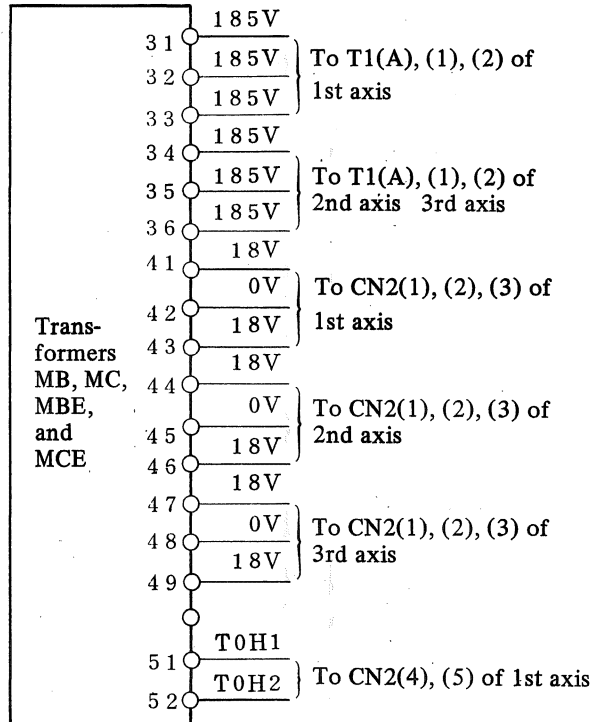 185V
31
185V
To T1(A), (1), (2) of
32
1st axis
185V
33
185V
34
185V
To T1(A), (1), (2) of
35
2nd axis 3rd axis
185V
36
18V
41
0V
To CN2(1), (2), (3) of
42
1st axis
18V
43
Trans-
formers
MB, MC,
MBE,
and
MCE
18V
44
0V
To CN2(1), (2), (3) of
45
2nd axis
18V
46
18V
47
0V
To CN2(1), (2), (3) of
48
3rd axis
18V
49
51
TOH1
To CN2(4), (5) of 1st axis
TOH2
52